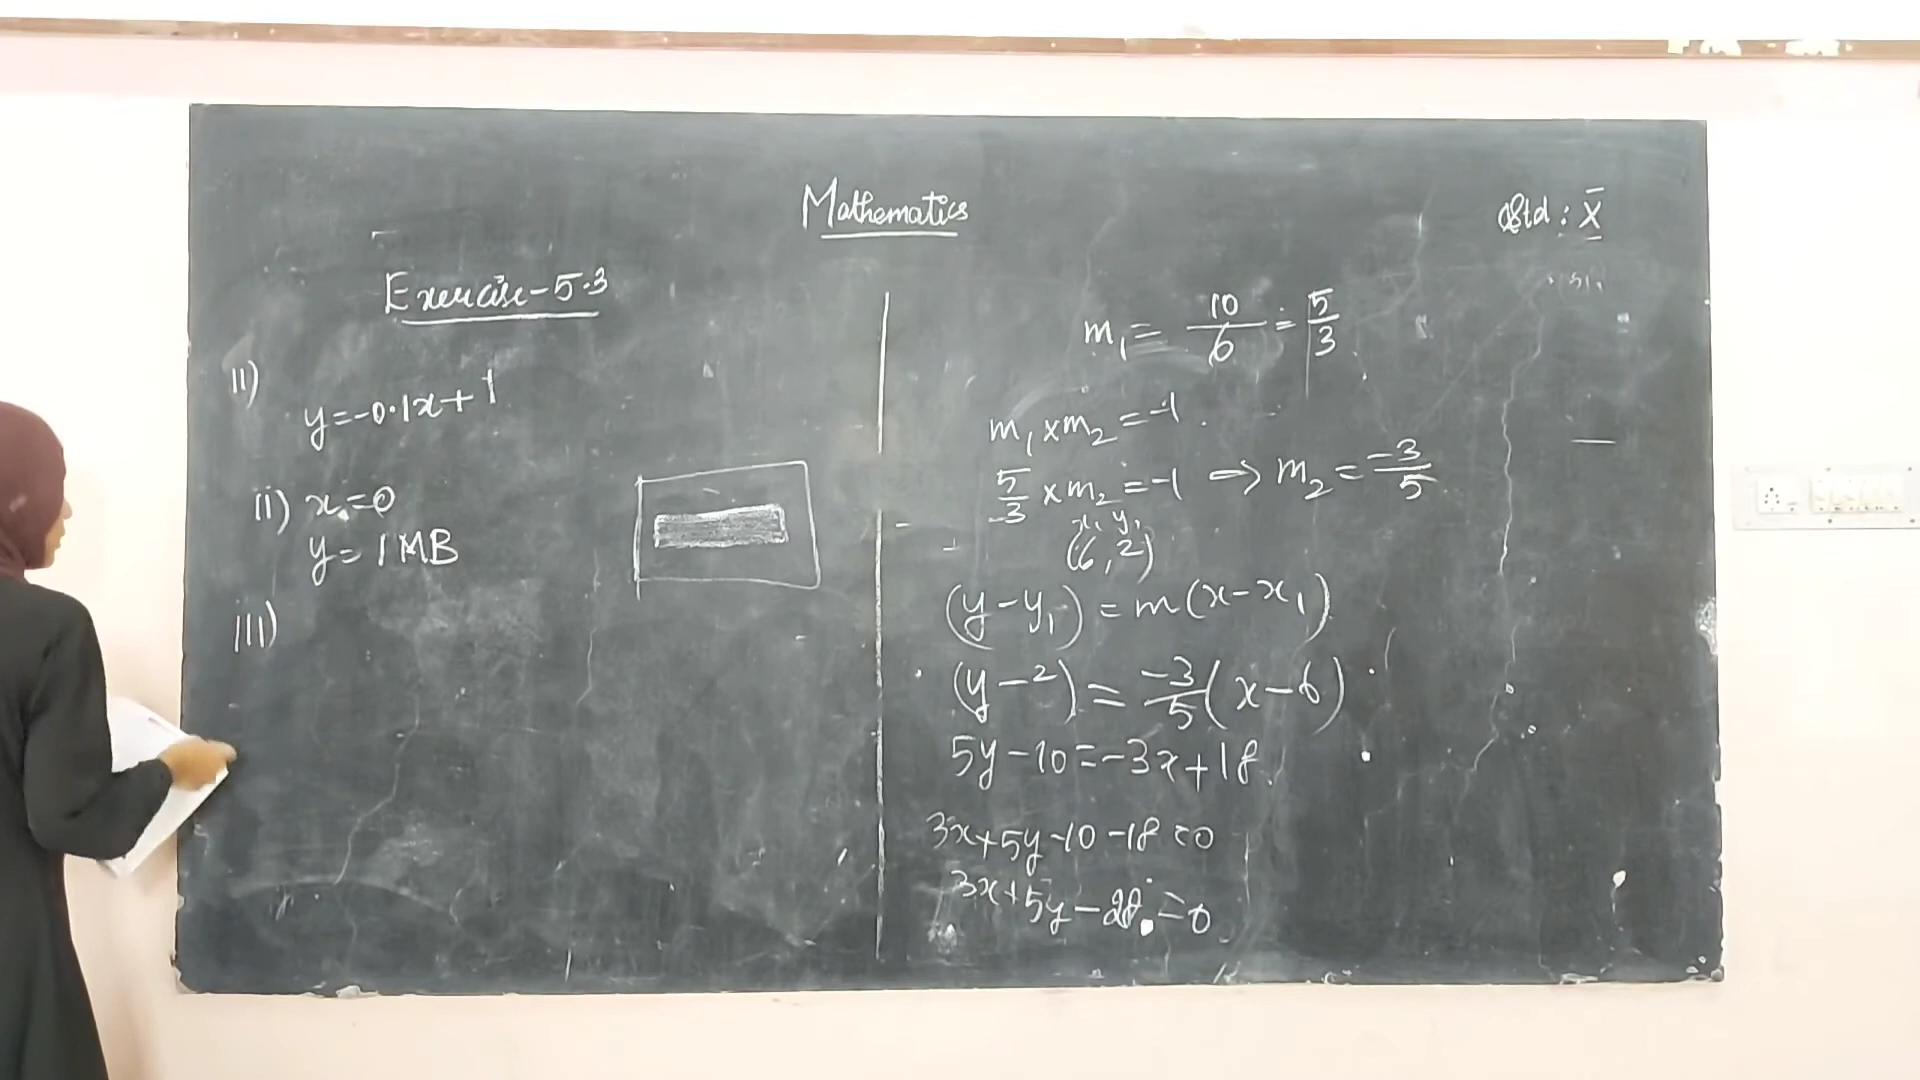 Mathematics
Std : X
Exercise-5.3
11)
y=-0.1x+1
ii) x=0
y=1MB
iii)
m₁ = 10/6 = 5/3
m₁ x m₂ = -1
5/3 x m₂ = -1 ⇒ m₂ = -3/5
x₁ y₁
(6, 2)
(y-y₁) = m(x-x₁)
(y-2) = -3/5 (x-6)
5y-10=-3x+18
3x+5y-10-18=0
3x+5y-28=0